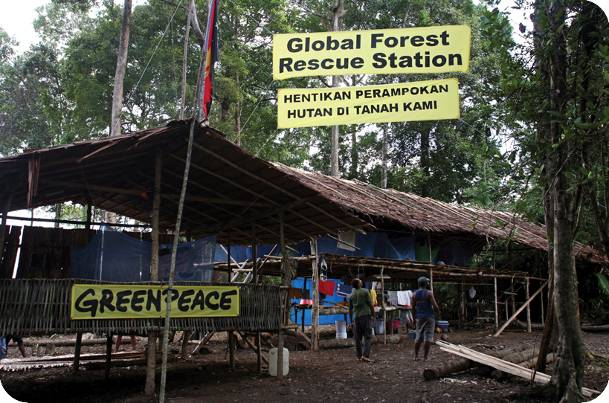 Global Forest
Rescue Station
HENTIKAN PERAMPOKAN
HUTAN DI TANAH KAMI
GREENPEACE